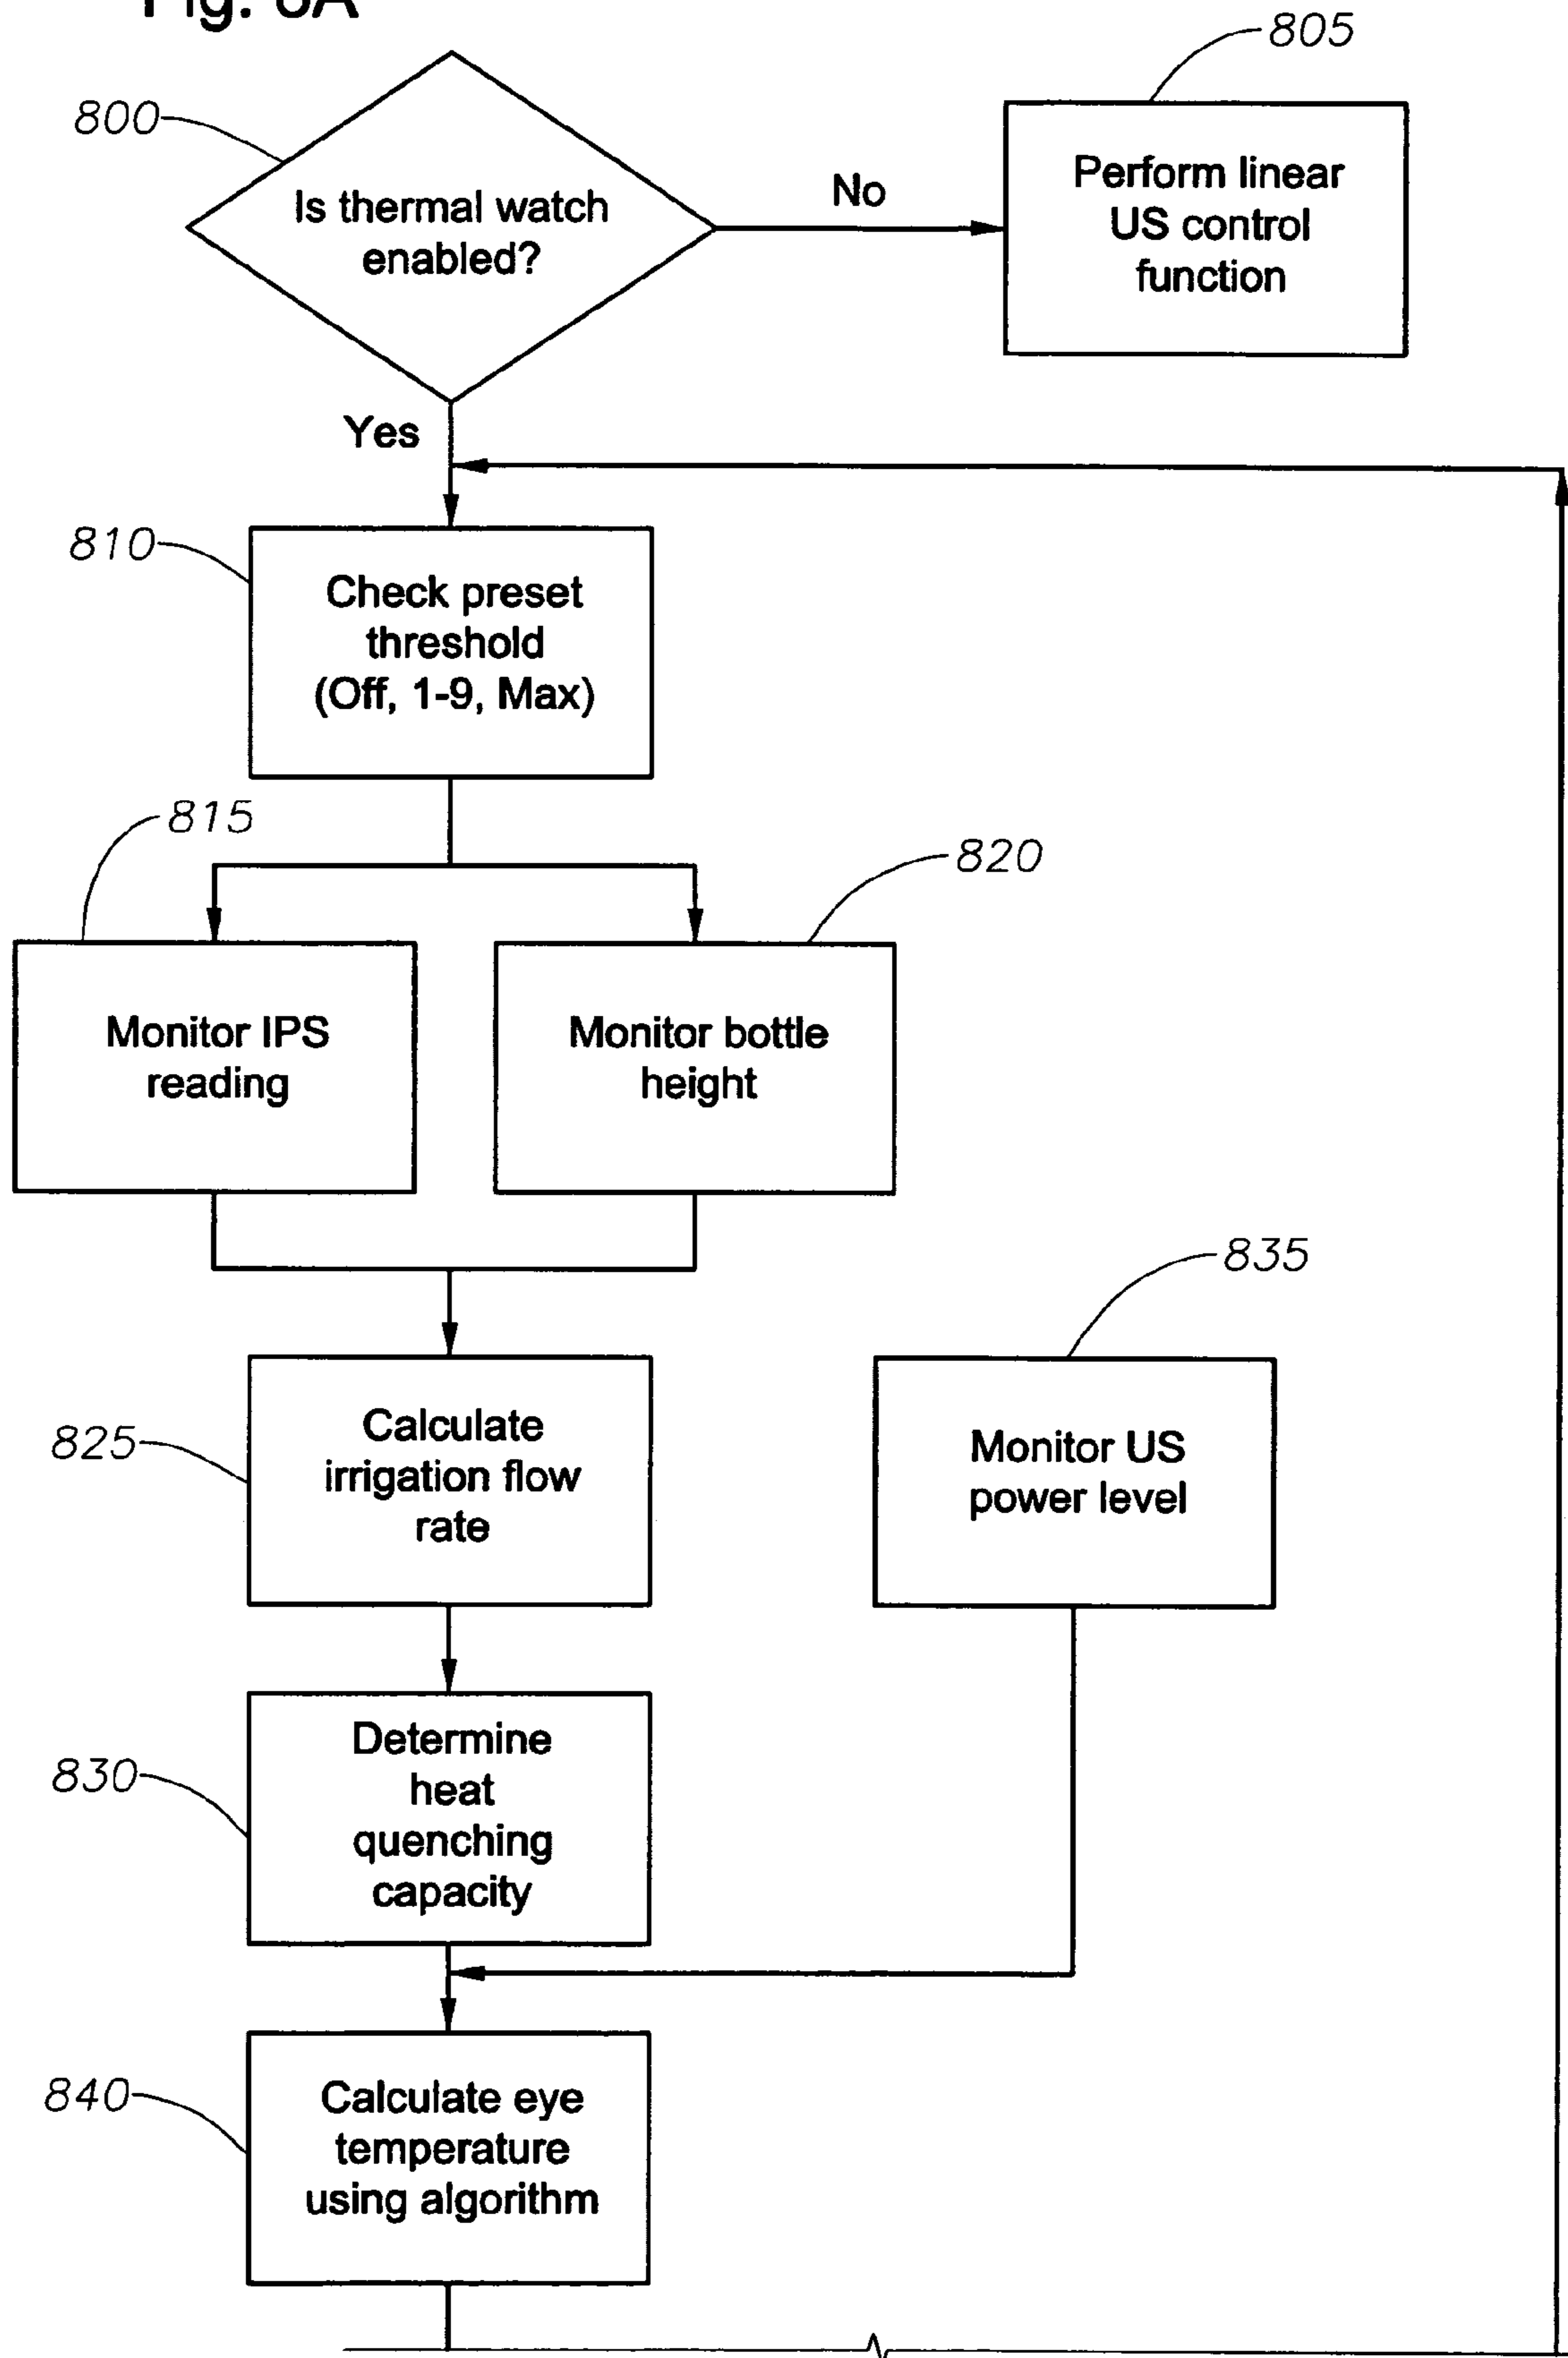 Fig. 8A
805
800
Is thermal watch
enabled?
No
Perform linear
US control
function
Yes
810
Check preset
threshold
(Off, 1-9, Max)
815
820
Monitor IPS
reading
Monitor bottle
height
835
825
Calculate
irrigation flow
rate
Monitor US
power level
830
Determine
heat
quenching
capacity
840
Calculate eye
temperature
using algorithm